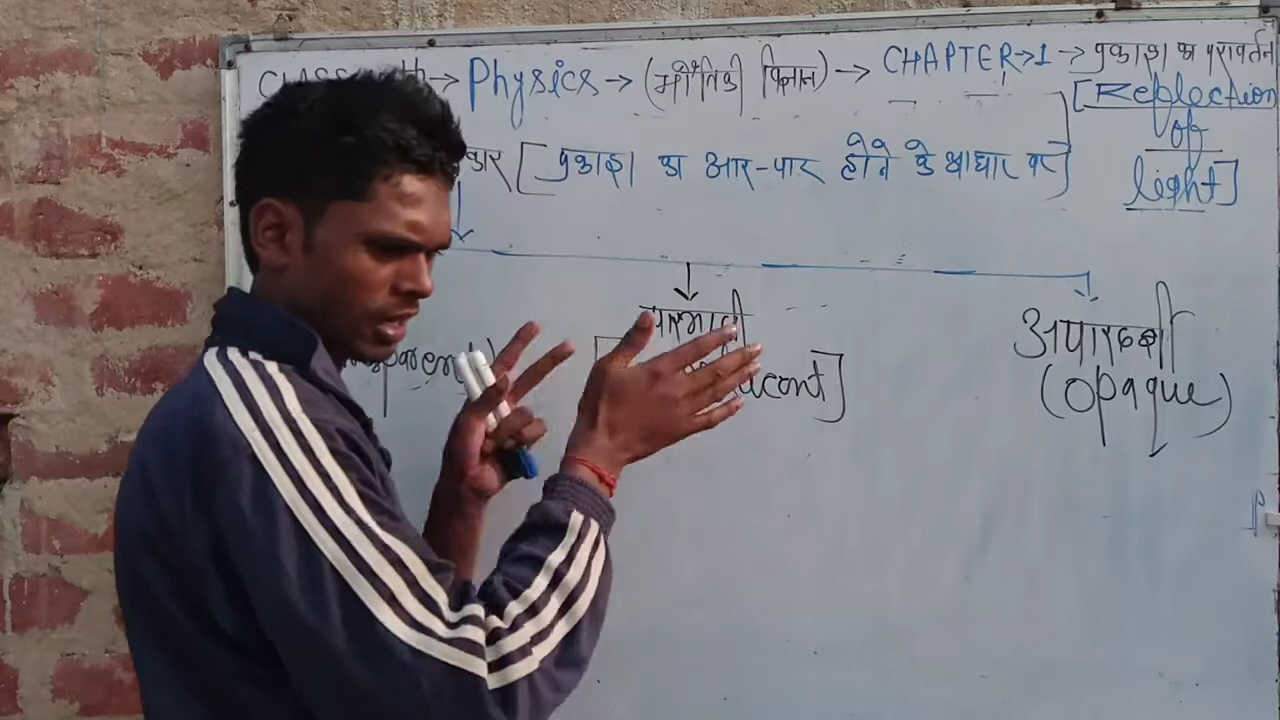 Physics → (भौतिकी विज्ञान) → CHAPTER → 1 → प्रकाश का परावर्तन
[Reflection
of
light]
[प्रकाश का आर-पार होने के आधार पर]
अपारदर्शी
(opaque)